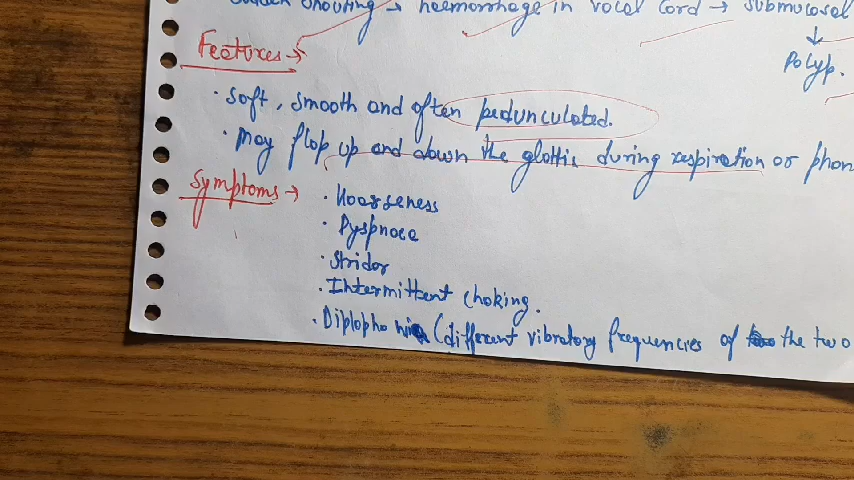 sudden shouting → haemorrhage in vocal cord → submucosal
↓
Polyp.
Features →
· Soft, smooth and often pedunculated.
· May flop up and down the glottis during respiration or phon
Symptoms →
· Hoarseness
· Dyspnoea
· Stridor
· Intermittent choking.
· Diplophonia (different vibratory frequencies of the two